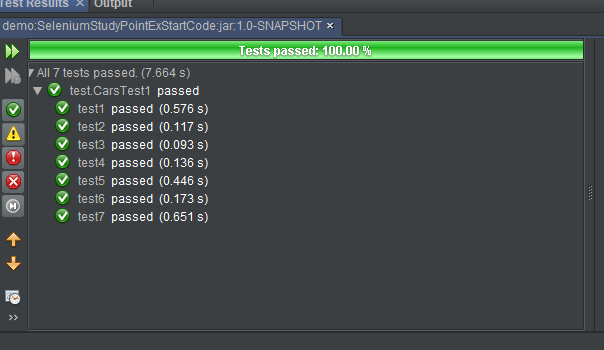 Test Results × Output
demo:SeleniumStudyPointExStartCode:jar:1.0-SNAPSHOT ×
Tests passed: 100.00 %
All 7 tests passed. (7.664 s)
test.CarsTest1 passed
test1 passed (0.576 s)
test2 passed (0.117 s)
test3 passed (0.093 s)
test4 passed (0.136 s)
test5 passed (0.446 s)
test6 passed (0.173 s)
test7 passed (0.651 s)
>>